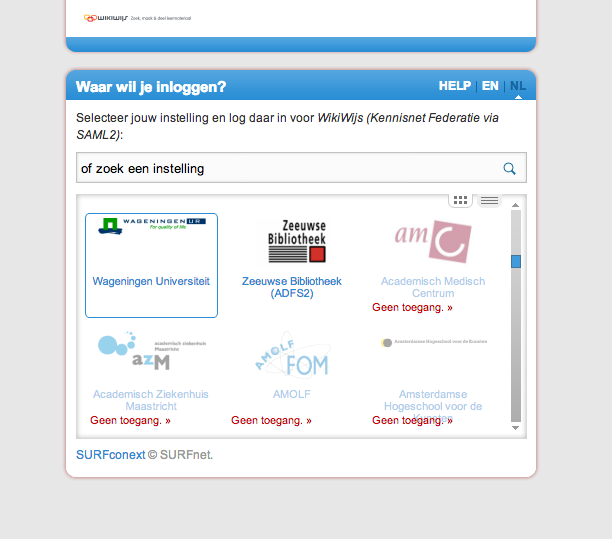 WIKIWIJS Zoek, maak & deel leermateriaal
Waar wil je inloggen?
HELP | EN | NL
Selecteer jouw instelling en log daar in voor WikiWijs (Kennisnet Federatie via
SAML2):
of zoek een instelling
WAGENINGEN UR
For quality of life
Wageningen Universiteit
Zeeuwse
Bibliotheek
Zeeuwse Bibliotheek
(ADFS2)
amc
Academisch Medisch
Centrum
Geen toegang. »
academisch ziekenhuis
Maastricht
azM
Academisch Ziekenhuis
Maastricht
Geen toegang. »
AMOLF
FOM
AMOLF
Geen toegang. »
Amsterdamse Hogeschool voor de Kunsten
Amsterdamse
Hogeschool voor de
Kunsten
Geen toegang. »
SURFconext © SURFnet.